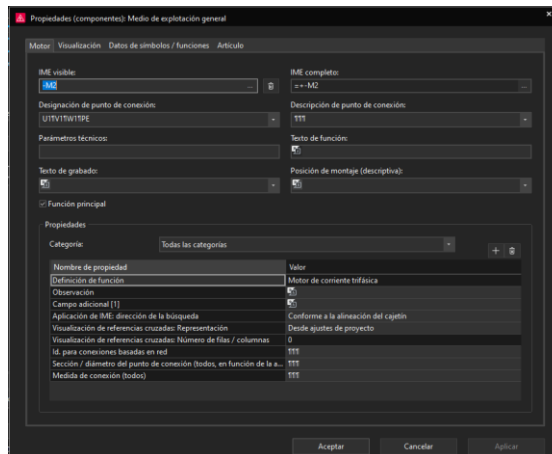 Propiedades (componentes): Medio de explotación general
Motor Visualización Datos de símbolos / funciones Artículo
IME visible: IME completo:
-M2 ... =+-M2 ...
Designación de punto de conexión: Descripción de punto de conexión:
U1¶V1¶W1¶PE ¶¶¶
Parámetros técnicos: Texto de función:
Texto de grabado: Posición de montaje (descriptiva):
Función principal
Propiedades
Categoría: Todas las categorías
Nombre de propiedad Valor
Definición de función Motor de corriente trifásica
Observación
Campo adicional [1]
Aplicación de IME: dirección de la búsqueda Conforme a la alineación del cajetín
Visualización de referencias cruzadas: Representación Desde ajustes de proyecto
Visualización de referencias cruzadas: Número de filas / columnas 0
Id. para conexiones basadas en red ¶¶¶
Sección / diámetro del punto de conexión (todos, en función de la a... ¶¶¶
Medida de conexión (todos) ¶¶¶
Aceptar Cancelar Aplicar